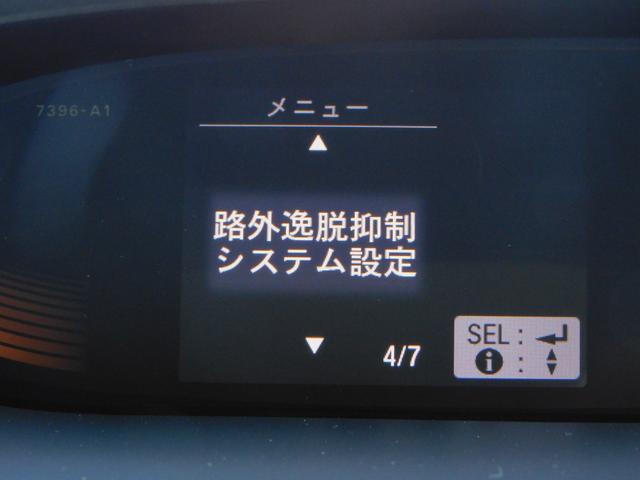 7396-A1
メニュー
▲
路外逸脱抑制
システム設定
▼
4/7
SEL : ↵
i : ▲▼